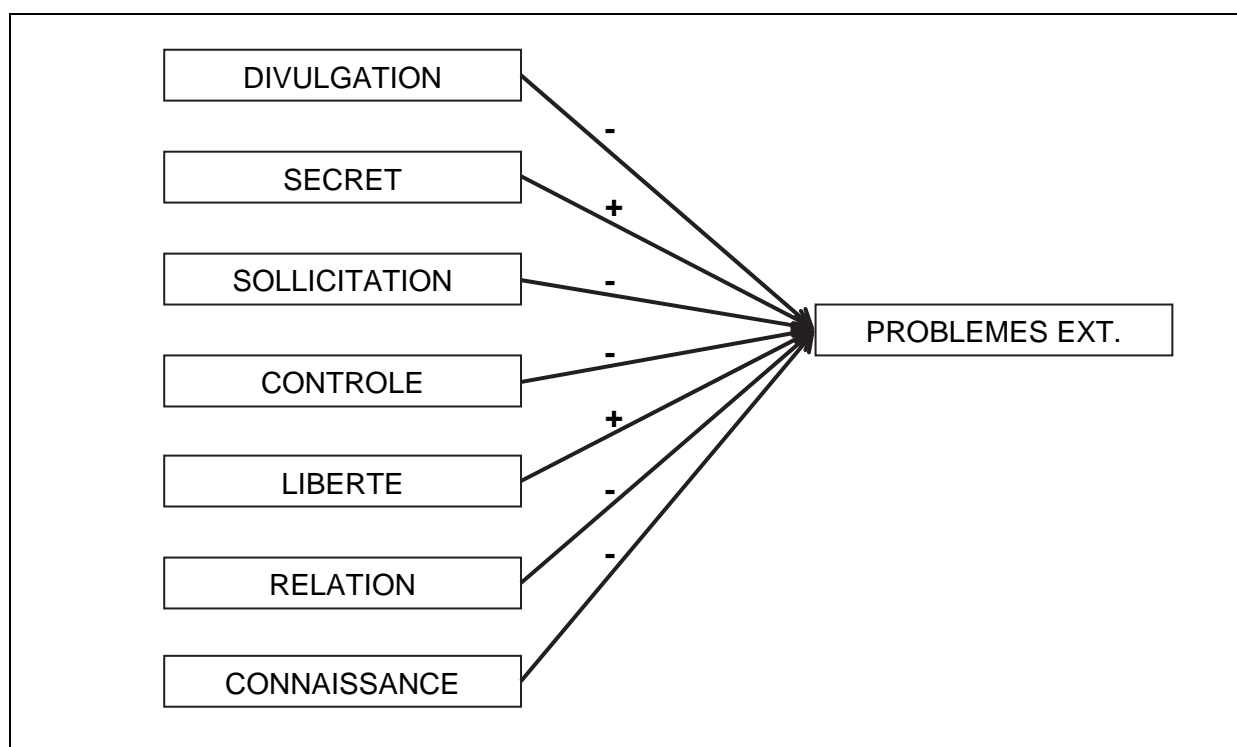 DIVULGATION
-
SECRET
+
SOLLICITATION
-
PROBLEMES EXT.
CONTROLE
-
LIBERTE
+
RELATION
-
CONNAISSANCE
-